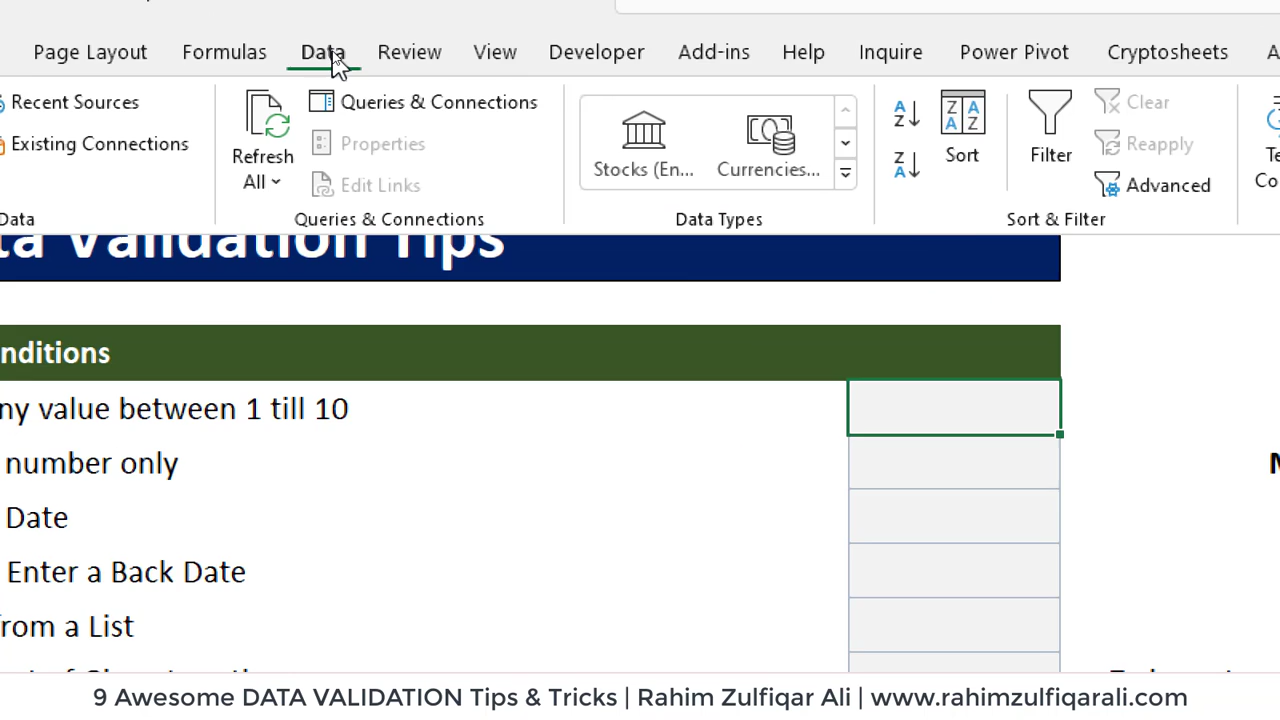 Page Layout Formulas Data Review View Developer Add-ins Help Inquire Power Pivot Cryptosheets
Recent Sources
Existing Connections
Data
Refresh
All
Queries & Connections
Properties
Edit Links
Queries & Connections
Stocks (En...
Currencies...
Data Types
Sort
Filter
Clear
Reapply
Advanced
Sort & Filter
ta Validation Tips
nditions
ny value between 1 till 10
number only
Date
Enter a Back Date
rom a List
9 Awesome DATA VALIDATION Tips & Tricks | Rahim Zulfiqar Ali | www.rahimzulfiqarali.com